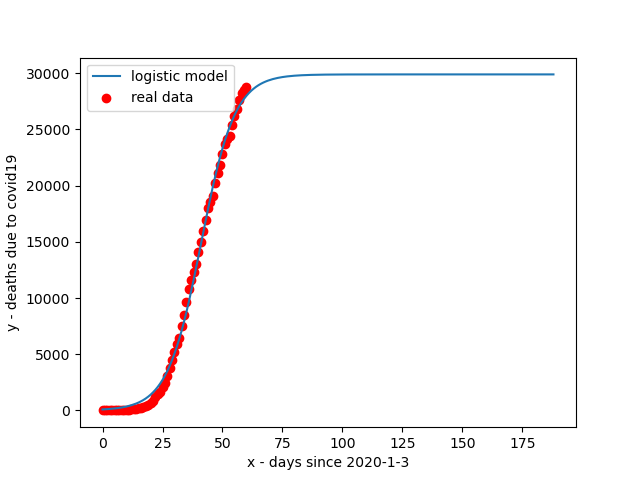 logistic model
real data
30000
25000
20000
15000
10000
5000
0
y - deaths due to covid19
0 25 50 75 100 125 150 175
x - days since 2020-1-3